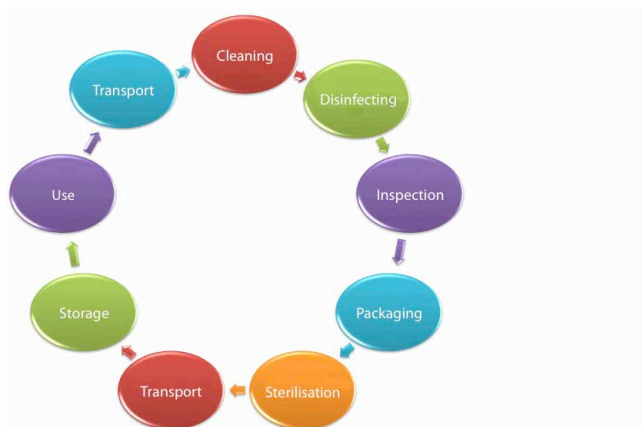 Cleaning
Disinfecting
Inspection
Packaging
Sterilisation
Transport
Storage
Use
Transport